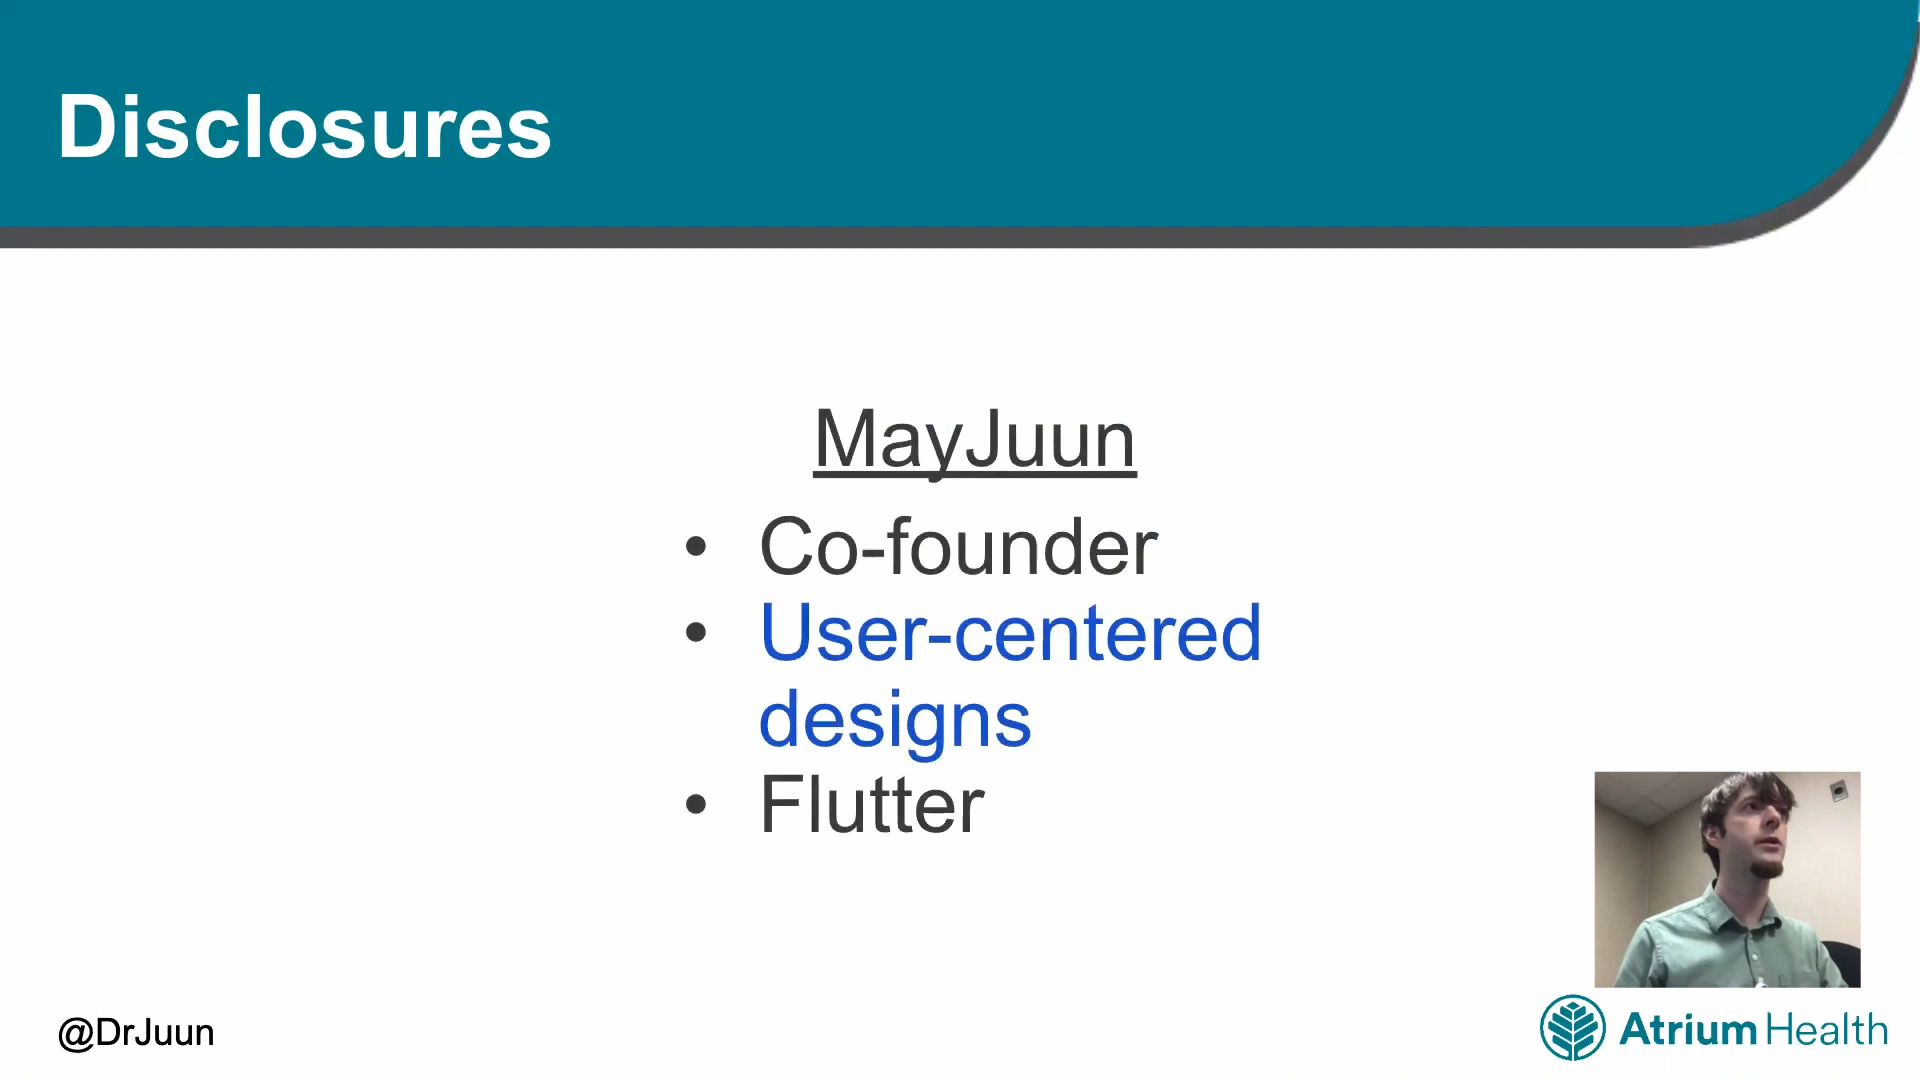 Disclosures
MayJuun
• Co-founder
• User-centered
designs
• Flutter
@DrJuun
Atrium Health